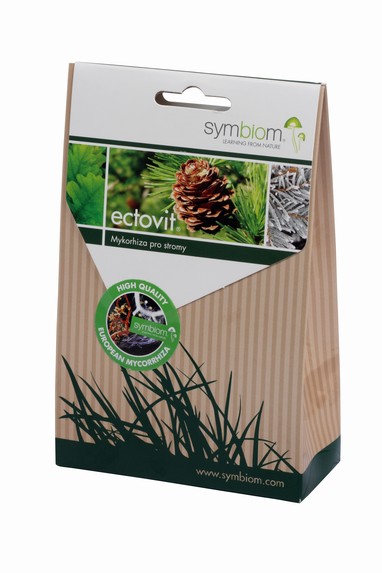 symbiom®
LEARNING FROM NATURE
ectovit®
Mykorhiza pro stromy
HIGH QUALITY
symbiom
EUROPEAN MYCORRHIZA
www.symbiom.com